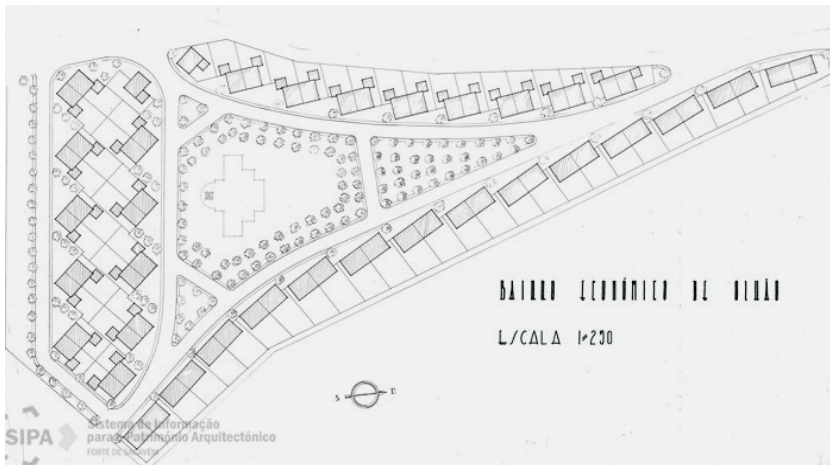 BAIRRO ECONÓMICO DE OLHÃO
ESCALA 1:250
S N
SIPA
Sistema de Informação
para o Património Arquitectónico
FORTE DE SACAVÉM